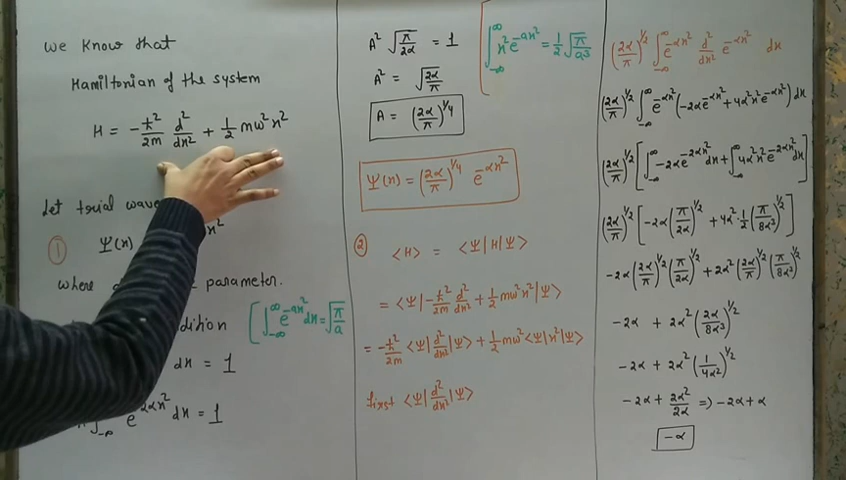 We Know that
Hamiltonian of the system
H = -ħ²/2m d²/dx² + 1/2 mω²x²
Let trial wave
① Ψ(x) x²
where parameter.
dition [∫_{-∞}^{∞} e^{-ax²} dx = √(π/a)
dx = 1
∫_{-∞} e^{-2αx²} dx = 1
A² √(π/2α) = 1
A² = √(2α/π)
A = (2α/π)^{1/4}
[∫_{-∞}^{∞} x² e^{-ax²} = 1/2 √(π/a³)
Ψ(x) = (2α/π)^{1/4} e^{-αx²}
② <H> = <Ψ|H|Ψ>
= <Ψ|-ħ²/2m d²/dx² + 1/2 mω²x²|Ψ>
= -ħ²/2m <Ψ|d²/dx²|Ψ> + 1/2 mω² <Ψ|x²|Ψ>
first <Ψ|d²/dx²|Ψ>
(2α/π)^{1/2} ∫_{-∞}^{∞} e^{-αx²} d²/dx² e^{-αx²} dx
(2α/π)^{1/2} ∫_{-∞}^{∞} e^{-αx²} (-2αe^{-αx²} + 4α²x²e^{-αx²}) dx
(2α/π)^{1/2} [∫_{-∞}^{∞} -2αe^{-2αx²} dx + ∫_{-∞}^{∞} 4α²x²e^{-2αx²} dx]
(2α/π)^{1/2} [-2α(π/2α)^{1/2} + 4α²·1/2 (π/8α³)^{1/2}]
-2α(2α/π)^{1/2} (π/2α)^{1/2} + 2α² (2α/π)^{1/2} (π/8α³)^{1/2}
-2α + 2α² (2α/8α³)^{1/2}
-2α + 2α² (1/4α²)^{1/2}
-2α + 2α²/2α => -2α + α
-α